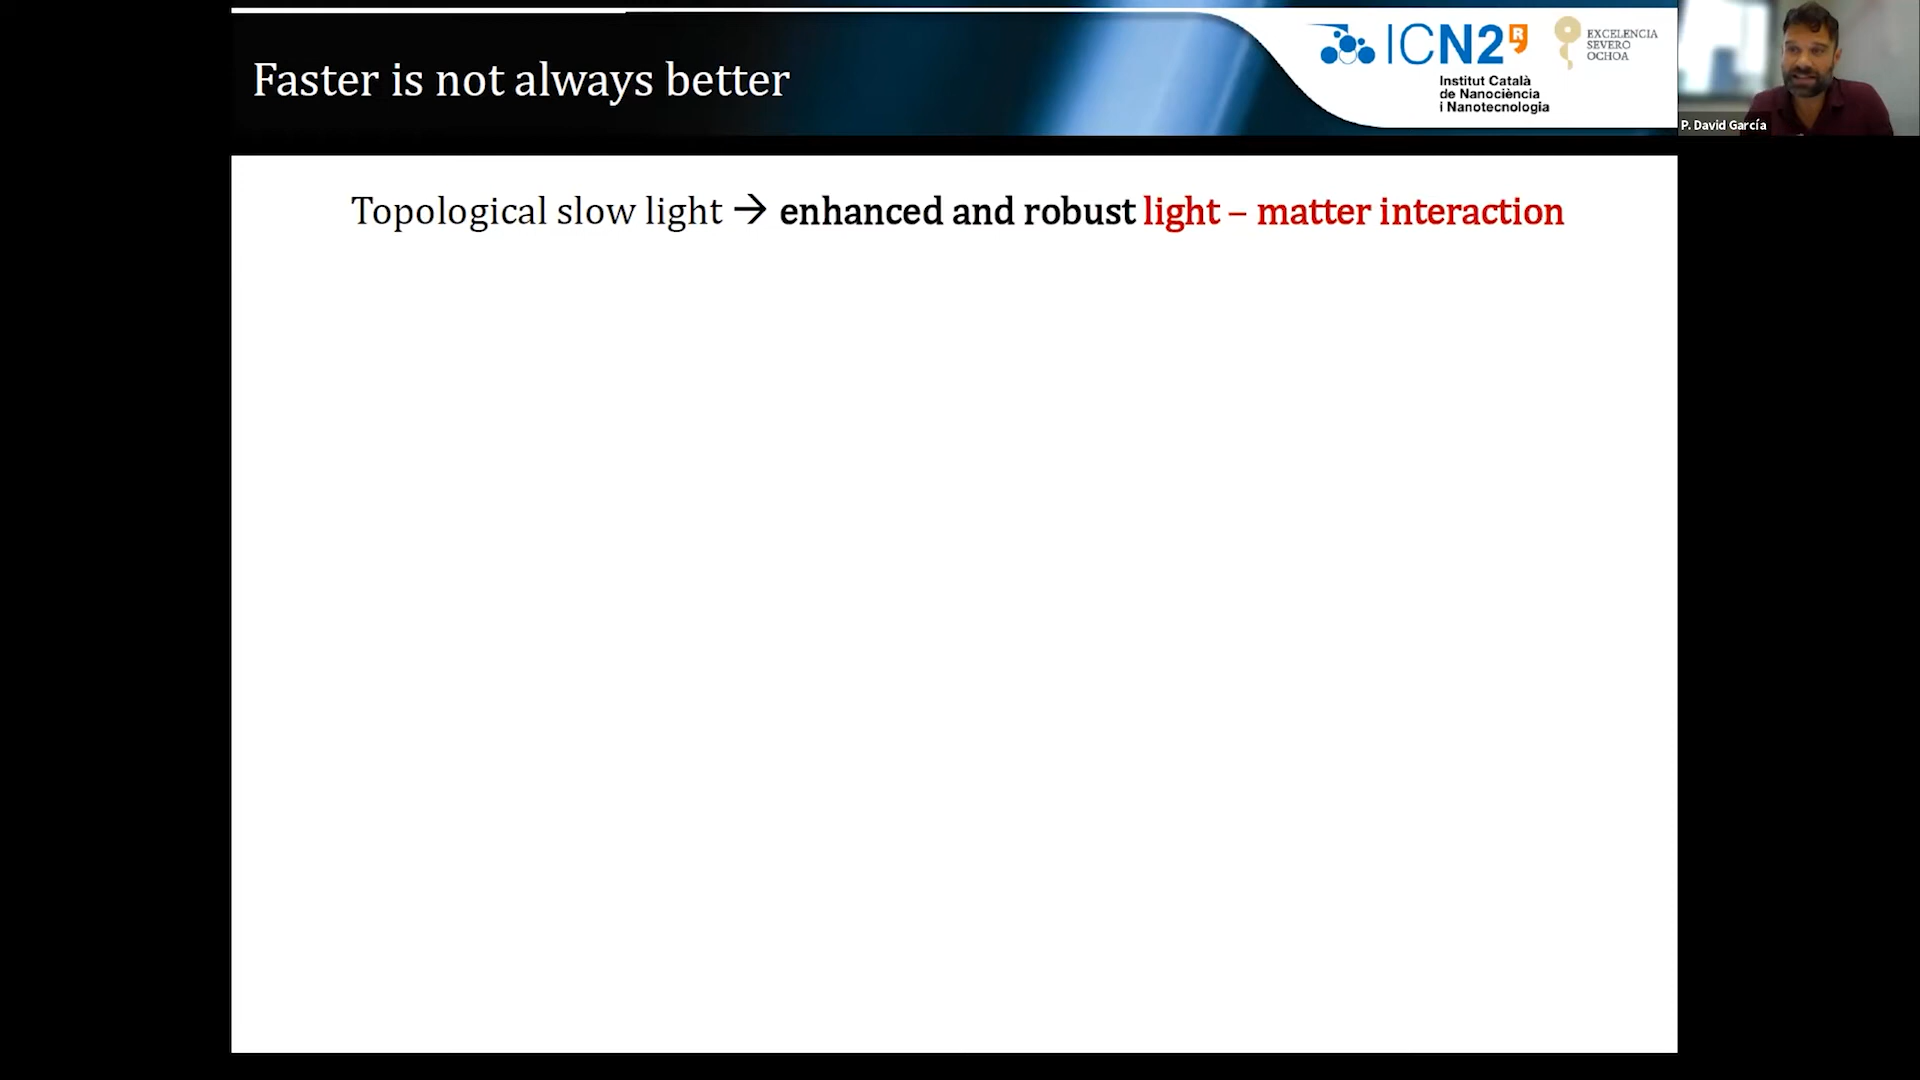 Faster is not always better
ICN2R
Institut Català
de Nanociència
i Nanotecnologia
EXCELENCIA
SEVERO
OCHOA
P. David García
Topological slow light → enhanced and robust light – matter interaction